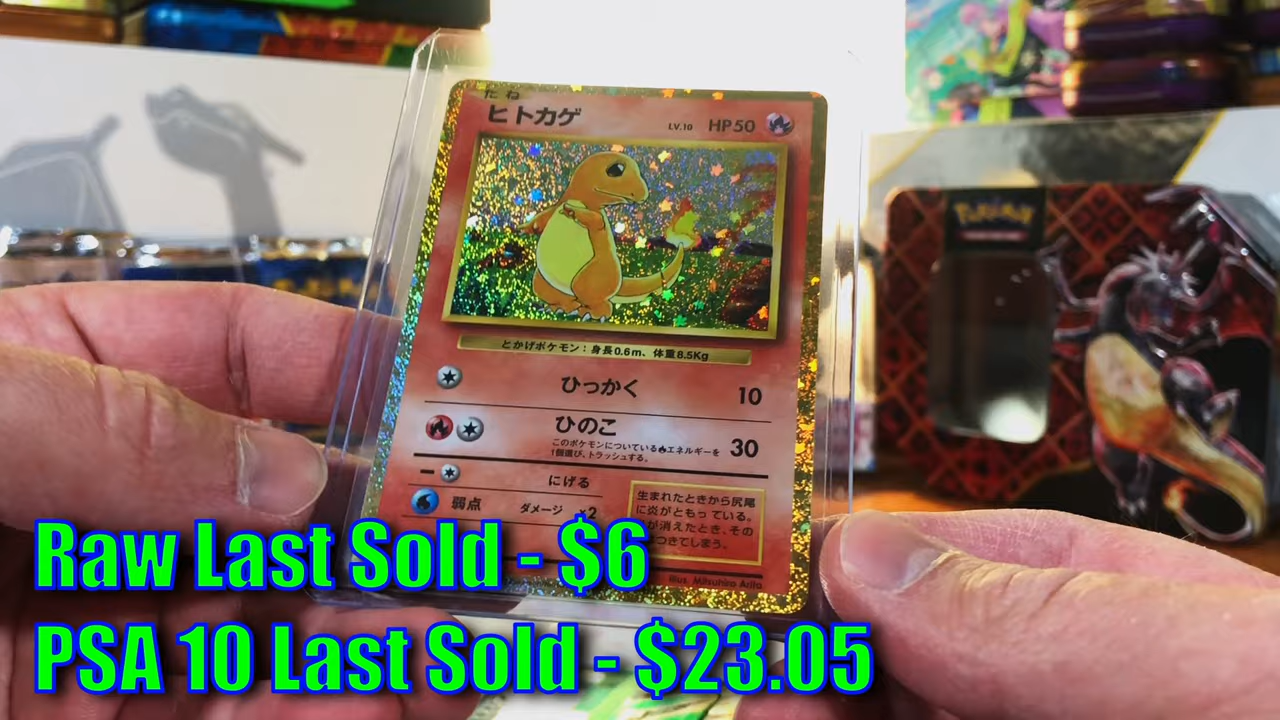 たね
ヒトカゲ LV.10 HP50
とかげポケモン：身長0.6m、体重8.5Kg
ひっかく 10
ひのこ 30
このポケモンについている エネルギーを
1個選び、トラッシュする。
にげる
弱点 ダメージ ×2
生まれたときから尻尾
に炎がともっている。
が消えたとき、その
つきてしまう。
illus. Mitsuhiro Arita
Pokémon
Raw Last Sold - $6
PSA 10 Last Sold - $23.05